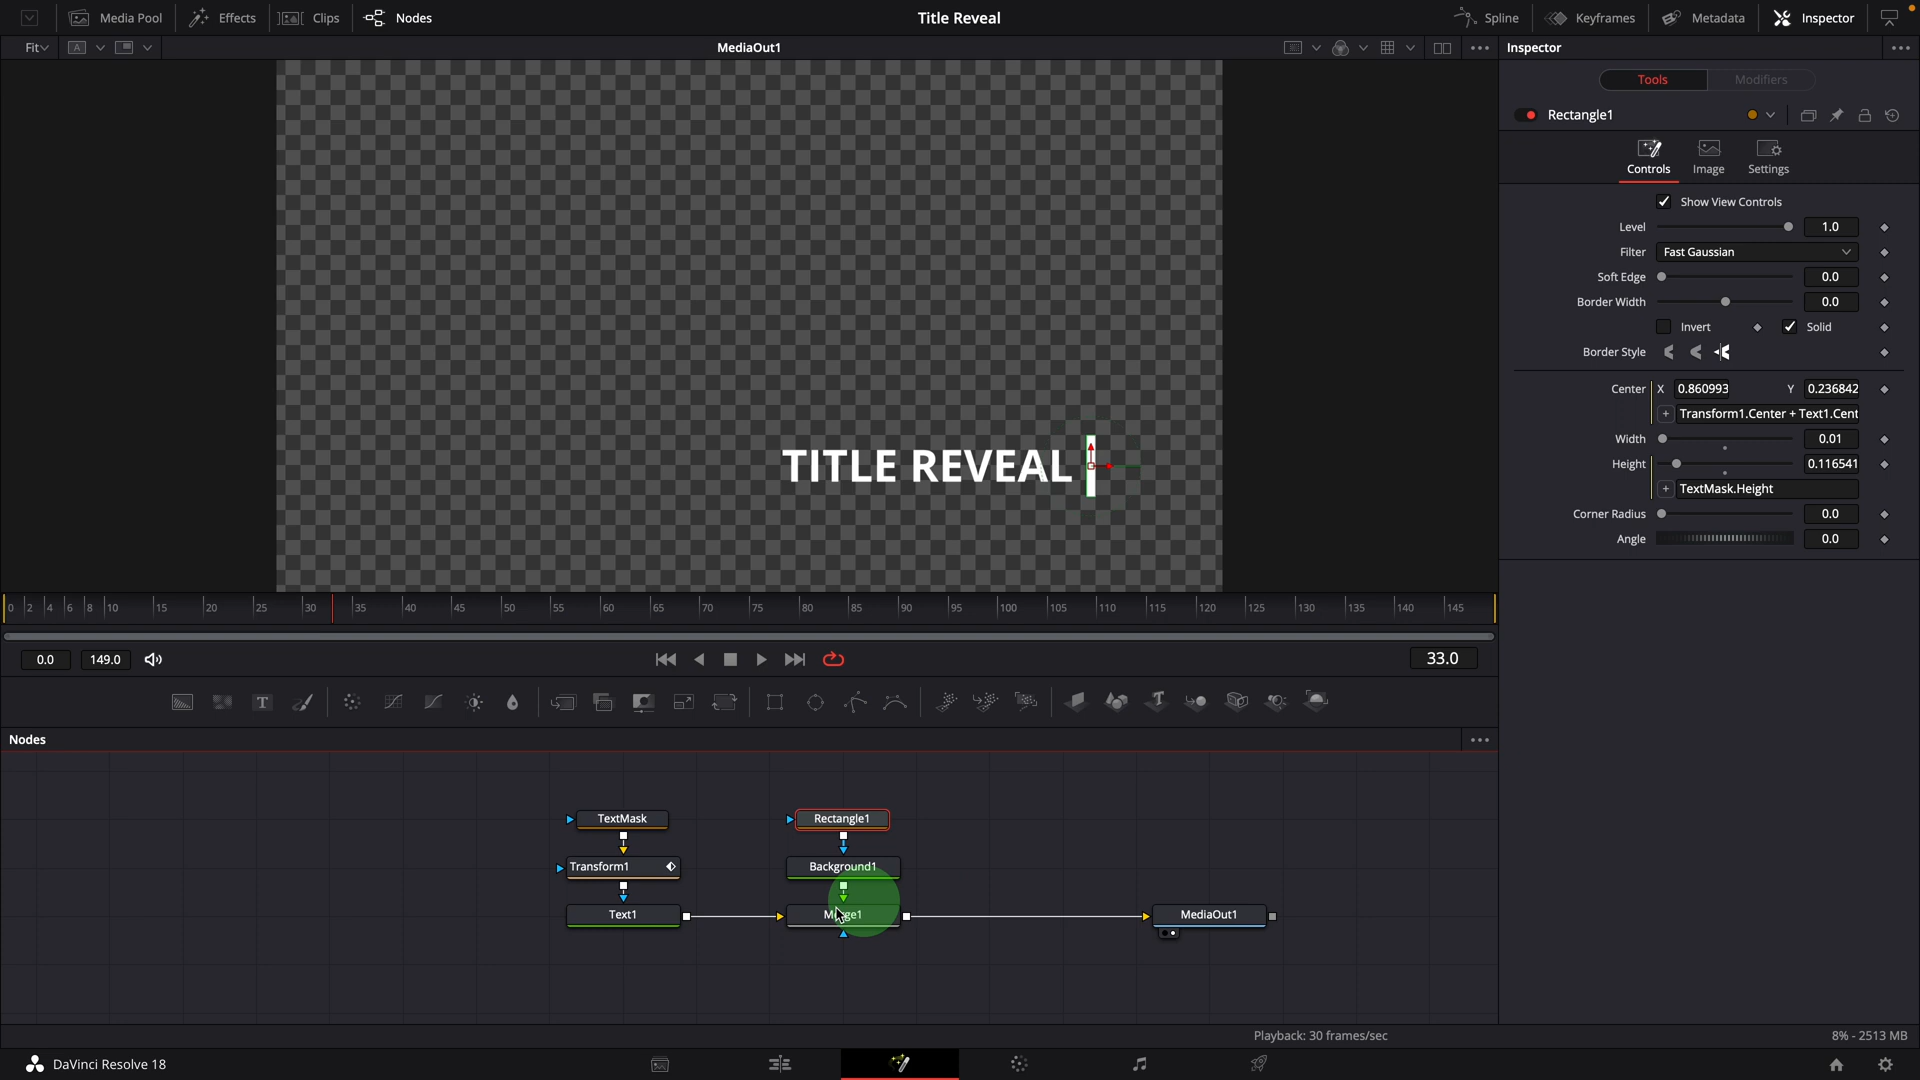 Media Pool
Effects
Clips
Nodes
Title Reveal
Spline
Keyframes
Metadata
Inspector
Fit
A
MediaOut1
Inspector
Tools
Modifiers
Rectangle1
Controls
Image
Settings
Show View Controls
Level 1.0
Filter Fast Gaussian
Soft Edge 0.0
Border Width 0.0
Invert Solid
Border Style
Center X 0.860993 Y 0.236842
Transform1.Center + Text1.Cent
Width 0.01
Height 0.116541
TextMask.Height
Corner Radius 0.0
Angle 0.0
TITLE REVEAL
0 2 4 6 8 10 15 20 25 30 35 40 45 50 55 60 65 70 75 80 85 90 95 100 105 110 115 120 125 130 135 140 145
0.0 149.0 33.0
Nodes
TextMask Rectangle1
Transform1 Background1
Text1 MediaOut1
Playback: 30 frames/sec 8% - 2513 MB
DaVinci Resolve 18